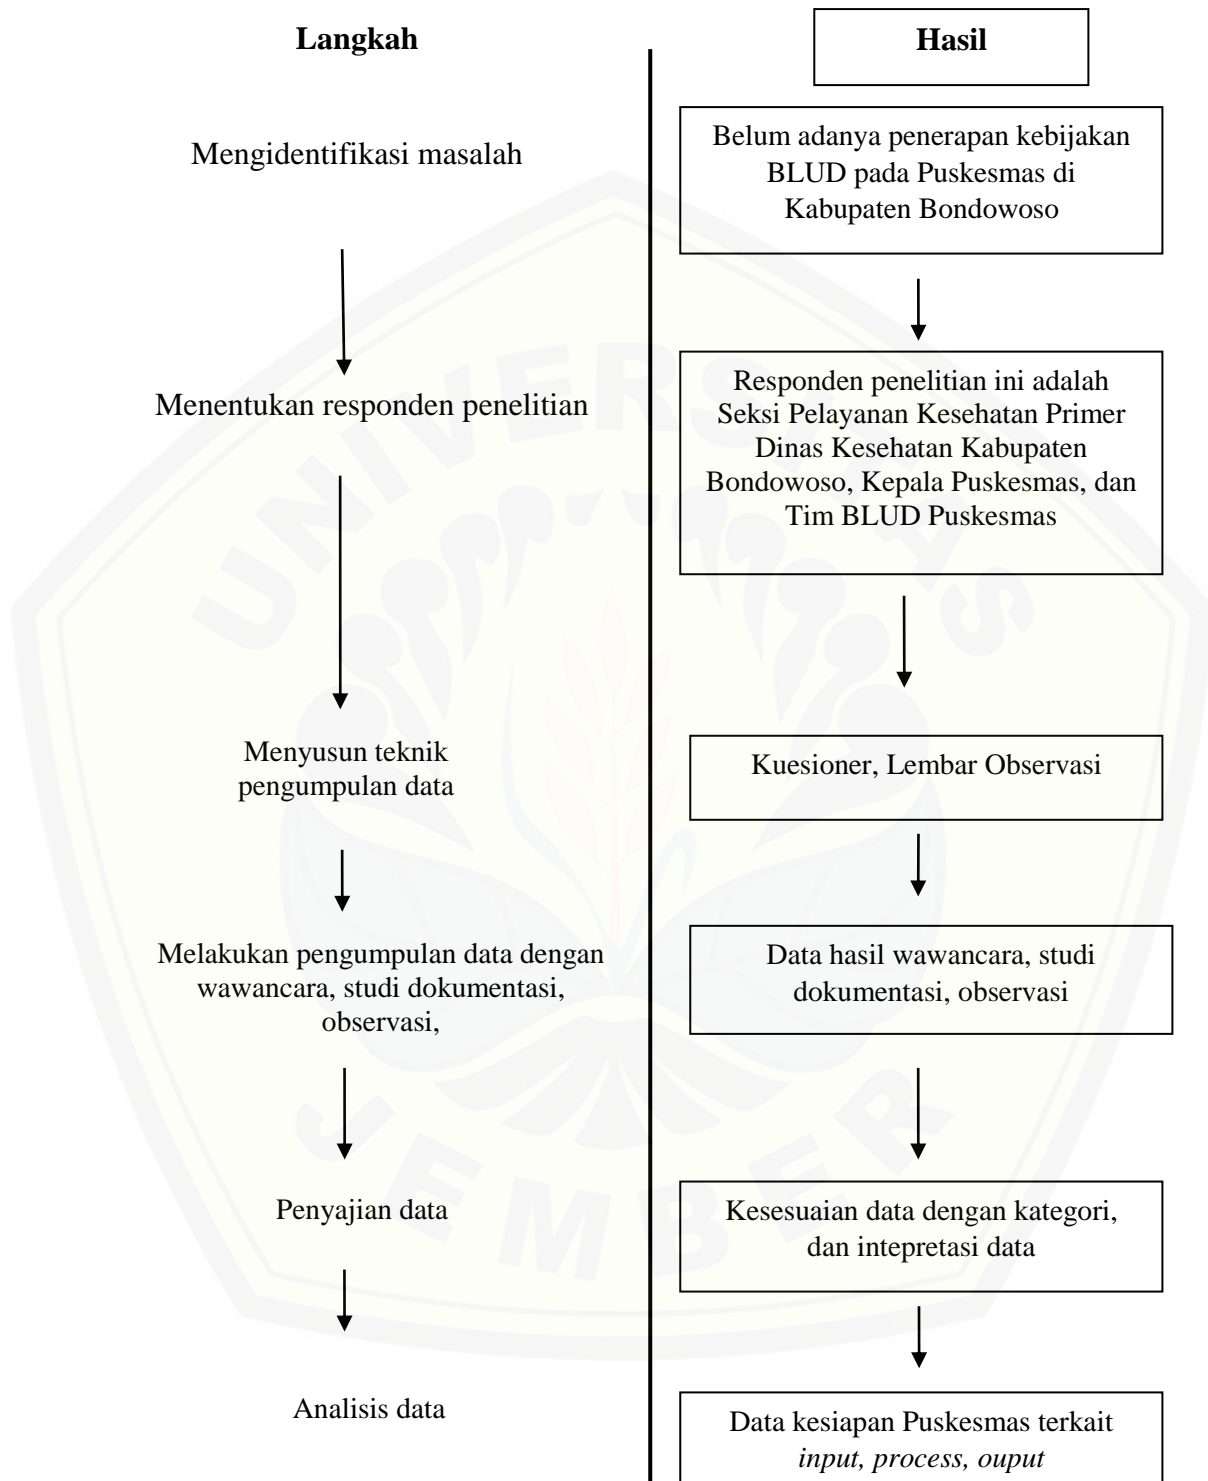 Langkah
Hasil
Mengidentifikasi masalah
Belum adanya penerapan kebijakan
BLUD pada Puskesmas di
Kabupaten Bondowoso
Menentukan responden penelitian
Responden penelitian ini adalah
Seksi Pelayanan Kesehatan Primer
Dinas Kesehatan Kabupaten
Bondowoso, Kepala Puskesmas, dan
Tim BLUD Puskesmas
Menyusun teknik
pengumpulan data
Kuesioner, Lembar Observasi
Melakukan pengumpulan data dengan
wawancara, studi dokumentasi,
observasi,
Data hasil wawancara, studi
dokumentasi, observasi
Penyajian data
Kesesuaian data dengan kategori,
dan intepretasi data
Analisis data
Data kesiapan Puskesmas terkait
input, process, ouput
UNIVERSITAS
JEMBER